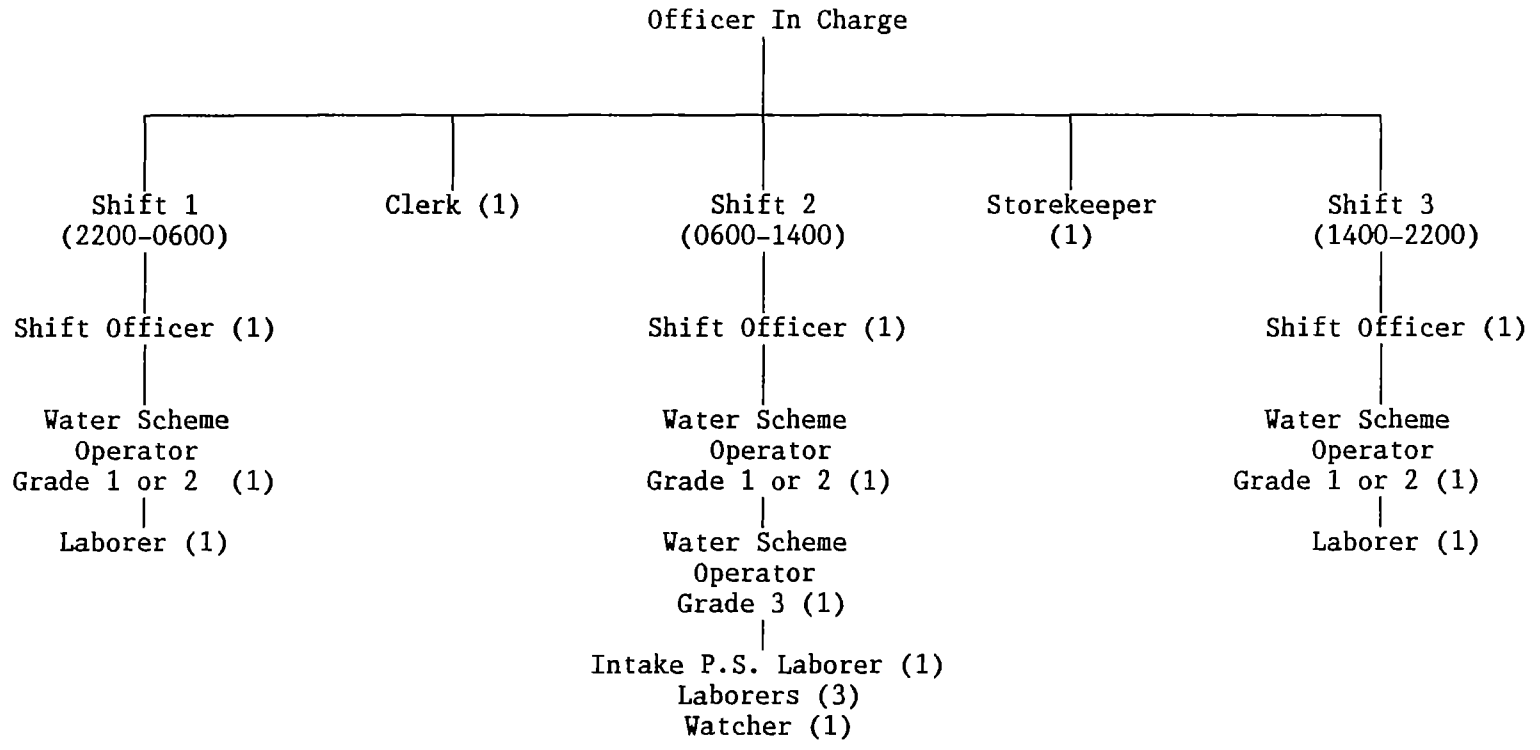 Officer In Charge
Shift 1
(2200-0600)
Clerk (1)
Shift 2
(0600-1400)
Storekeeper
(1)
Shift 3
(1400-2200)
Shift Officer (1)
Shift Officer (1)
Shift Officer (1)
Water Scheme
Operator
Grade 1 or 2 (1)
Water Scheme
Operator
Grade 1 or 2 (1)
Water Scheme
Operator
Grade 1 or 2 (1)
Laborer (1)
Water Scheme
Operator
Grade 3 (1)
Laborer (1)
Intake P.S. Laborer (1)
Laborers (3)
Watcher (1)